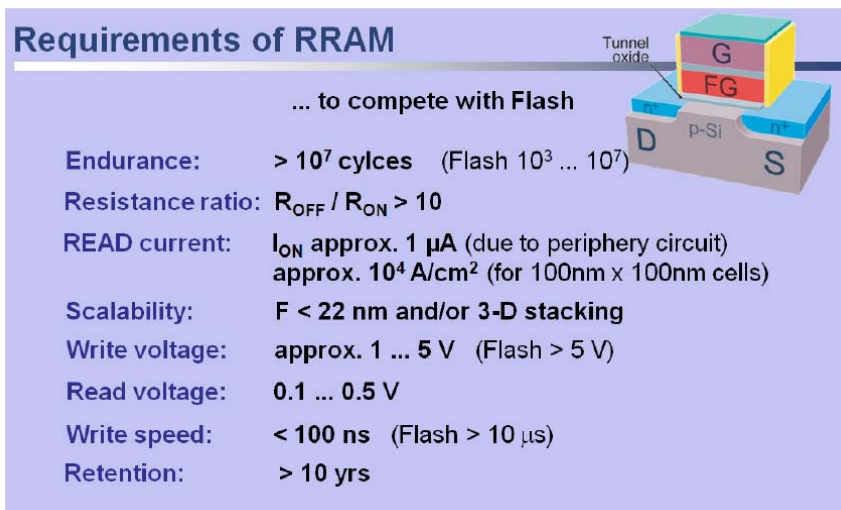 Requirements of RRAM
Tunnel
oxide
G
FG
n⁺
p-Si
n⁺
D
S
... to compete with Flash
Endurance: > 10⁷ cylces (Flash 10³ ... 10⁷)
Resistance ratio: R_OFF / R_ON > 10
READ current: I_ON approx. 1 µA (due to periphery circuit)
approx. 10⁴ A/cm² (for 100nm x 100nm cells)
Scalability: F < 22 nm and/or 3-D stacking
Write voltage: approx. 1 ... 5 V (Flash > 5 V)
Read voltage: 0.1 ... 0.5 V
Write speed: < 100 ns (Flash > 10 µs)
Retention: > 10 yrs